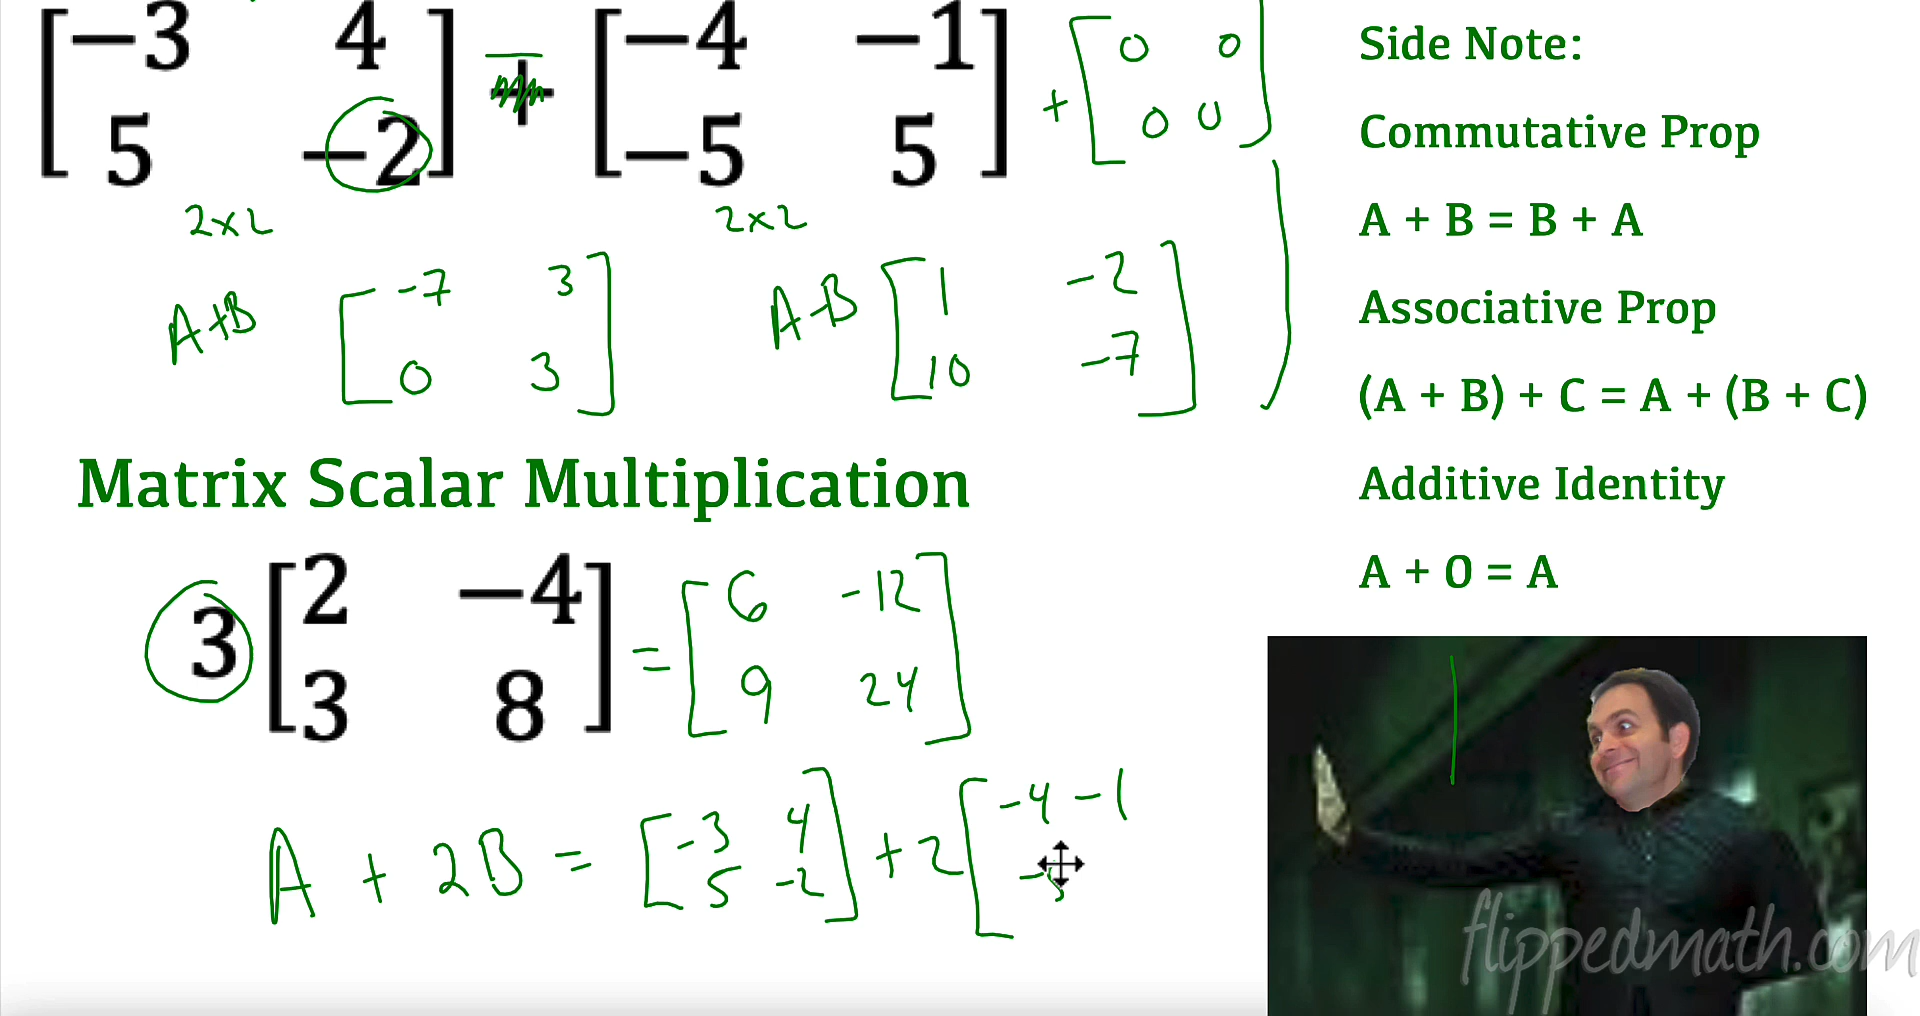 [−3 4] + [−4 −1] + [0 0]
[5 −2] [−5 5] [0 0]
2x2 2x2
A+B [-7 3] A-B [1 -2]
[0 3] [10 -7]
Matrix Scalar Multiplication
3 [2 −4] = [6 -12]
[3 8] [9 24]
A + 2B = [-3 4] + 2 [-4 -1
[5 -2]
Side Note:
Commutative Prop
A + B = B + A
Associative Prop
(A + B) + C = A + (B + C)
Additive Identity
A + 0 = A
flippedmath.com